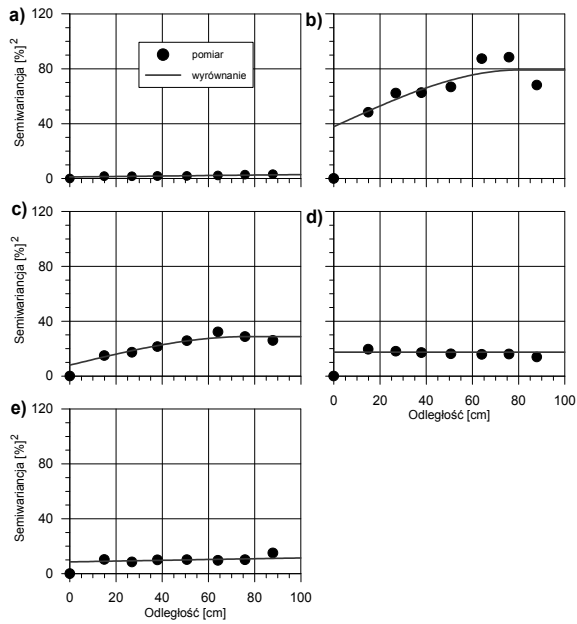 a)
120
80
40
0
Semiwariancja [%]²
pomiar
wyrównanie
b)
c)
120
80
40
0
Semiwariancja [%]²
d)
0 20 40 60 80 100
Odległość [cm]
e)
120
80
40
0
Semiwariancja [%]²
0 20 40 60 80 100
Odległość [cm]